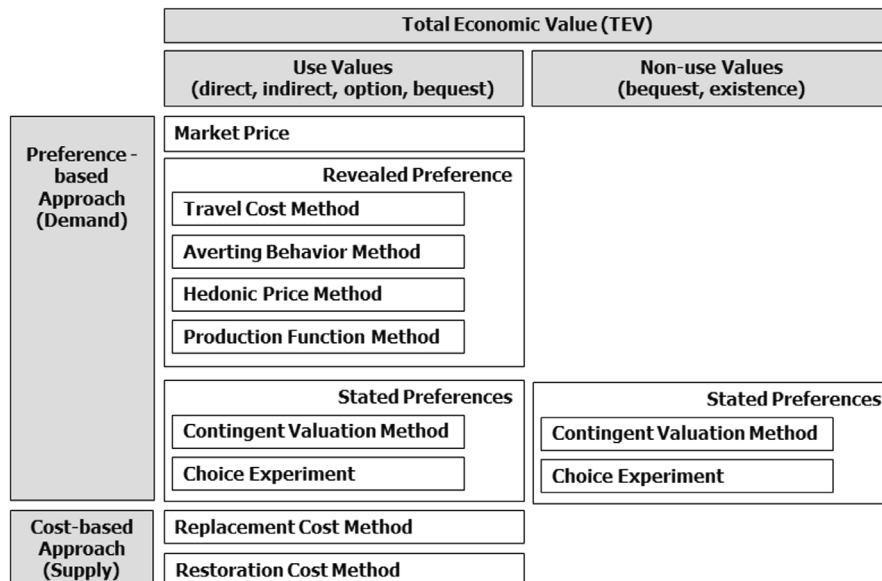 Total Economic Value (TEV)
Use Values
(direct, indirect, option, bequest)
Non-use Values
(bequest, existence)
Preference -
based
Approach
(Demand)
Market Price
Revealed Preference
Travel Cost Method
Averting Behavior Method
Hedonic Price Method
Production Function Method
Stated Preferences
Contingent Valuation Method
Choice Experiment
Stated Preferences
Contingent Valuation Method
Choice Experiment
Cost-based
Approach
(Supply)
Replacement Cost Method
Restoration Cost Method